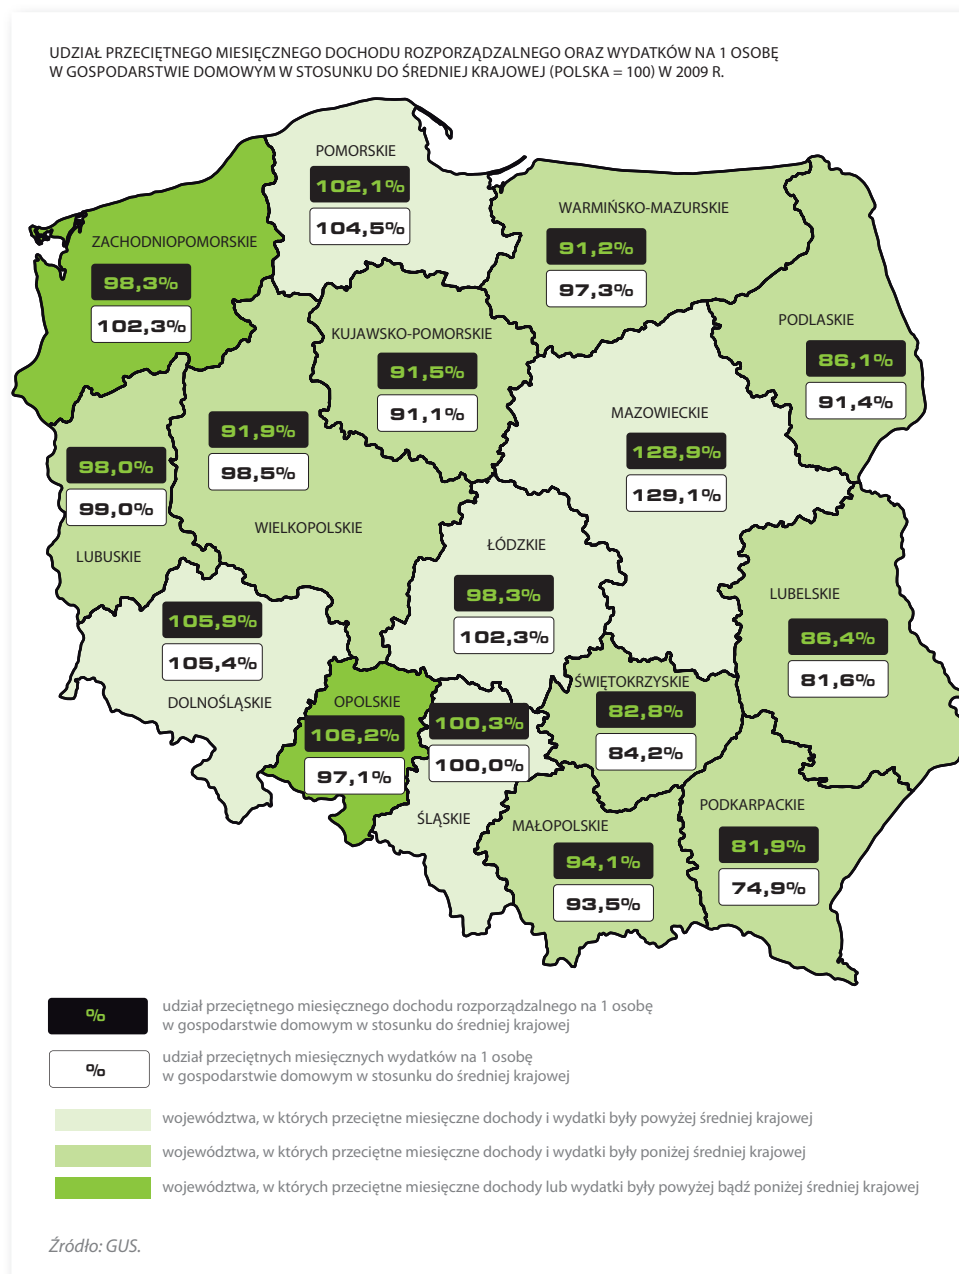 UDZIAŁ PRZECIĘTNEGO MIESIĘCZNEGO DOCHODU ROZPORZĄDZALNEGO ORAZ WYDATKÓW NA 1 OSOBĘ
W GOSPODARSTWIE DOMOWYM W STOSUNKU DO ŚREDNIEJ KRAJOWEJ (POLSKA = 100) W 2009 R.
POMORSKIE
102,1%
104,5%
WARMIŃSKO-MAZURSKIE
91,2%
97,3%
ZACHODNIOPOMORSKIE
98,3%
102,3%
PODLASKIE
86,1%
91,4%
KUJAWSKO-POMORSKIE
91,5%
91,1%
MAZOWIECKIE
128,9%
129,1%
91,9%
98,5%
WIELKOPOLSKIE
98,0%
99,0%
LUBUSKIE
ŁÓDZKIE
98,3%
102,3%
LUBELSKIE
86,4%
81,6%
105,9%
105,4%
DOLNOŚLĄSKIE
OPOLSKIE
106,2%
97,1%
100,3%
100,0%
ŚLĄSKIE
ŚWIĘTOKRZYSKIE
82,8%
84,2%
MAŁOPOLSKIE
94,1%
93,5%
PODKARPACKIE
81,9%
74,9%
%
udział przeciętnego miesięcznego dochodu rozporządzalnego na 1 osobę
w gospodarstwie domowym w stosunku do średniej krajowej
%
udział przeciętnych miesięcznych wydatków na 1 osobę
w gospodarstwie domowym w stosunku do średniej krajowej
województwa, w których przeciętne miesięczne dochody i wydatki były powyżej średniej krajowej
województwa, w których przeciętne miesięczne dochody i wydatki były poniżej średniej krajowej
województwa, w których przeciętne miesięczne dochody lub wydatki były powyżej bądź poniżej średniej krajowej
Źródło: GUS.